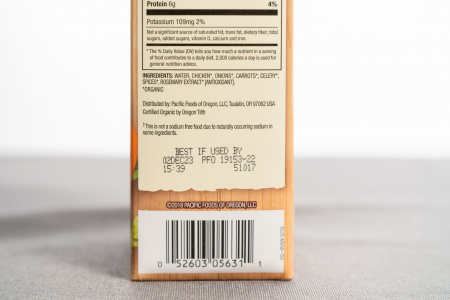 Protein 6g 4%
Potassium 109mg 2%
Not a significant source of saturated fat, trans fat, dietary fiber, total
sugars, added sugars, vitamin D, calcium and iron.
* The % Daily Value (DV) tells you how much a nutrient in a serving
of food contributes to a daily diet. 2,000 calories a day is used for
general nutrition advice.
INGREDIENTS: WATER, CHICKEN*, ONIONS*, CARROTS*, CELERY*,
SPICES*, ROSEMARY EXTRACT* [ANTIOXIDANT].
*ORGANIC
Distributed by: Pacific Foods of Oregon, LLC, Tualatin, OR 97062 USA
Certified Organic by Oregon Tilth
†This is not a sodium free food due to naturally occurring sodium in
some ingredients.
BEST IF USED BY
02DEC23 PFO 19153-22
15:39 51017
©2018 PACIFIC FOODS OF OREGON, LLC
0 52603 05631 1